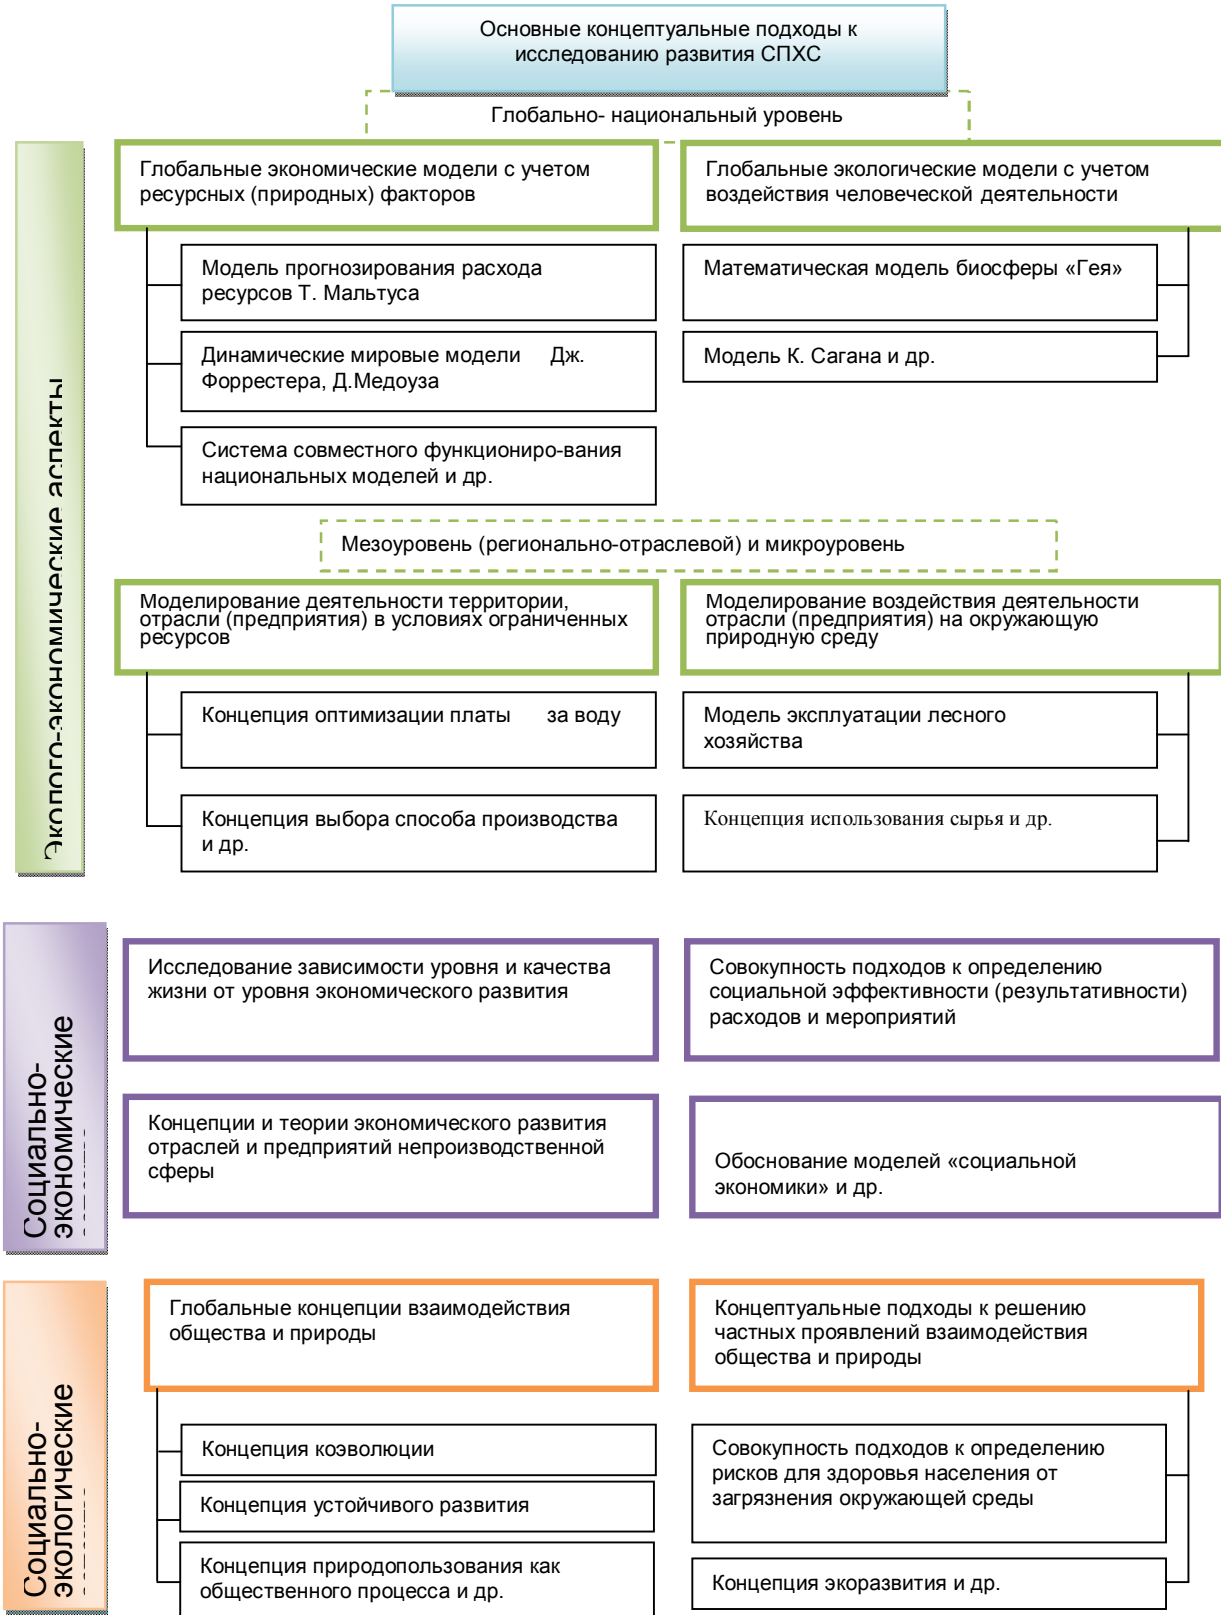 Основные концептуальные подходы к
исследованию развития СПХС
Глобально- национальный уровень
Эколого-экономические аспекты
Глобальные экономические модели с учетом
ресурсных (природных) факторов
Глобальные экологические модели с учетом
воздействия человеческой деятельности
Модель прогнозирования расхода
ресурсов Т. Мальтуса
Математическая модель биосферы «Гея»
Динамические мировые модели Дж.
Форрестера, Д.Медоуза
Модель К. Сагана и др.
Система совместного функциониро-вания
национальных моделей и др.
Мезоуровень (регионально-отраслевой) и микроуровень
Моделирование деятельности территории,
отрасли (предприятия) в условиях ограниченных
ресурсов
Моделирование воздействия деятельности
отрасли (предприятия) на окружающую
природную среду
Концепция оптимизации платы за воду
Модель эксплуатации лесного
хозяйства
Концепция выбора способа производства
и др.
Концепция использования сырья и др.
Социально-
экономические
Исследование зависимости уровня и качества
жизни от уровня экономического развития
Совокупность подходов к определению
социальной эффективности (результативности)
расходов и мероприятий
Концепции и теории экономического развития
отраслей и предприятий непроизводственной
сферы
Обоснование моделей «социальной
экономики» и др.
Социально-
экологические
Глобальные концепции взаимодействия
общества и природы
Концептуальные подходы к решению
частных проявлений взаимодействия
общества и природы
Концепция коэволюции
Концепция устойчивого развития
Концепция природопользования как
общественного процесса и др.
Совокупность подходов к определению
рисков для здоровья населения от
загрязнения окружающей среды
Концепция экоразвития и др.